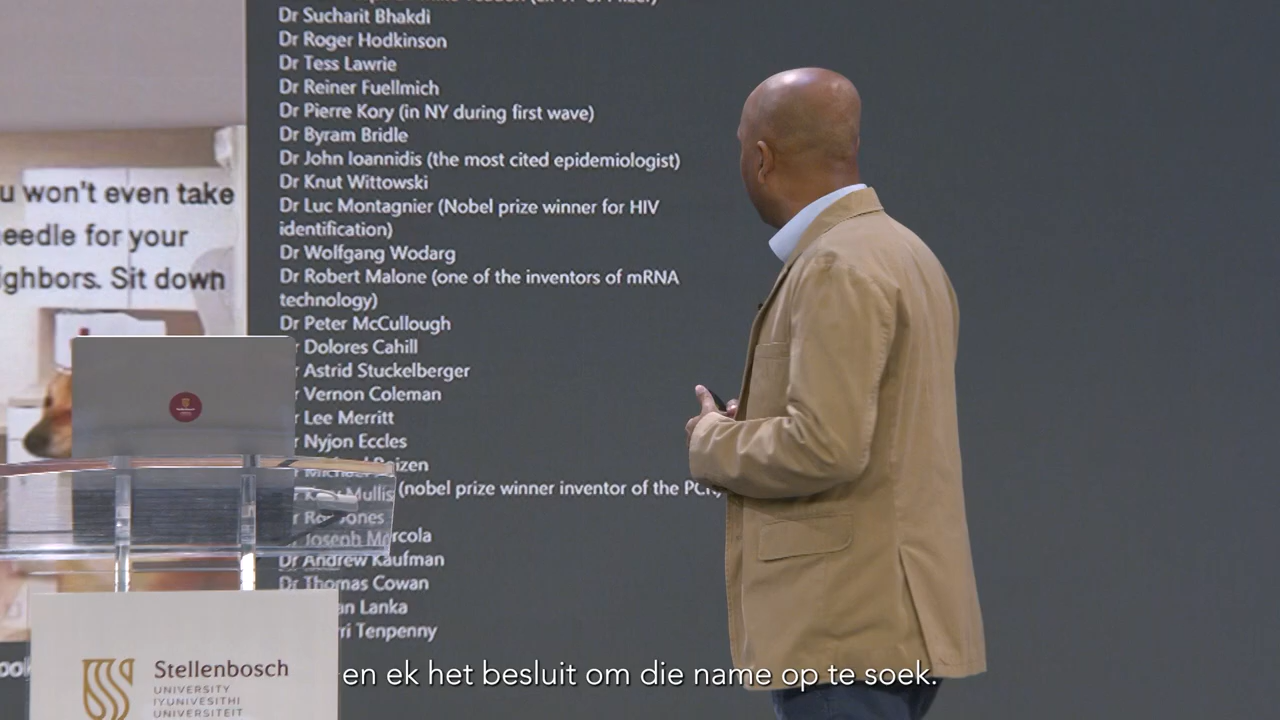 Dr Sucharit Bhakdi
Dr Roger Hodkinson
Dr Tess Lawrie
Dr Reiner Fuellmich
Dr Pierre Kory (in NY during first wave)
Dr Byram Bridle
Dr John Ioannidis (the most cited epidemiologist)
Dr Knut Wittowski
Dr Luc Montagnier (Nobel prize winner for HIV
identification)
Dr Wolfgang Wodarg
Dr Robert Malone (one of the inventors of mRNA
technology)
Dr Peter McCullough
Dolores Cahill
Astrid Stuckelberger
Vernon Coleman
Lee Merritt
Nyjon Eccles
Mullis (nobel prize winner inventor of the PCR,
Jones
Dr Joseph Mercola
Dr Andrew Kaufman
Dr Thomas Cowan
Lanka
Tenpenny
won't even take
for your
Sit down
Stellenbosch
UNIVERSITY
IYUNIVESITHI
UNIVERSITEIT
en ek het besluit om die name op te soek.